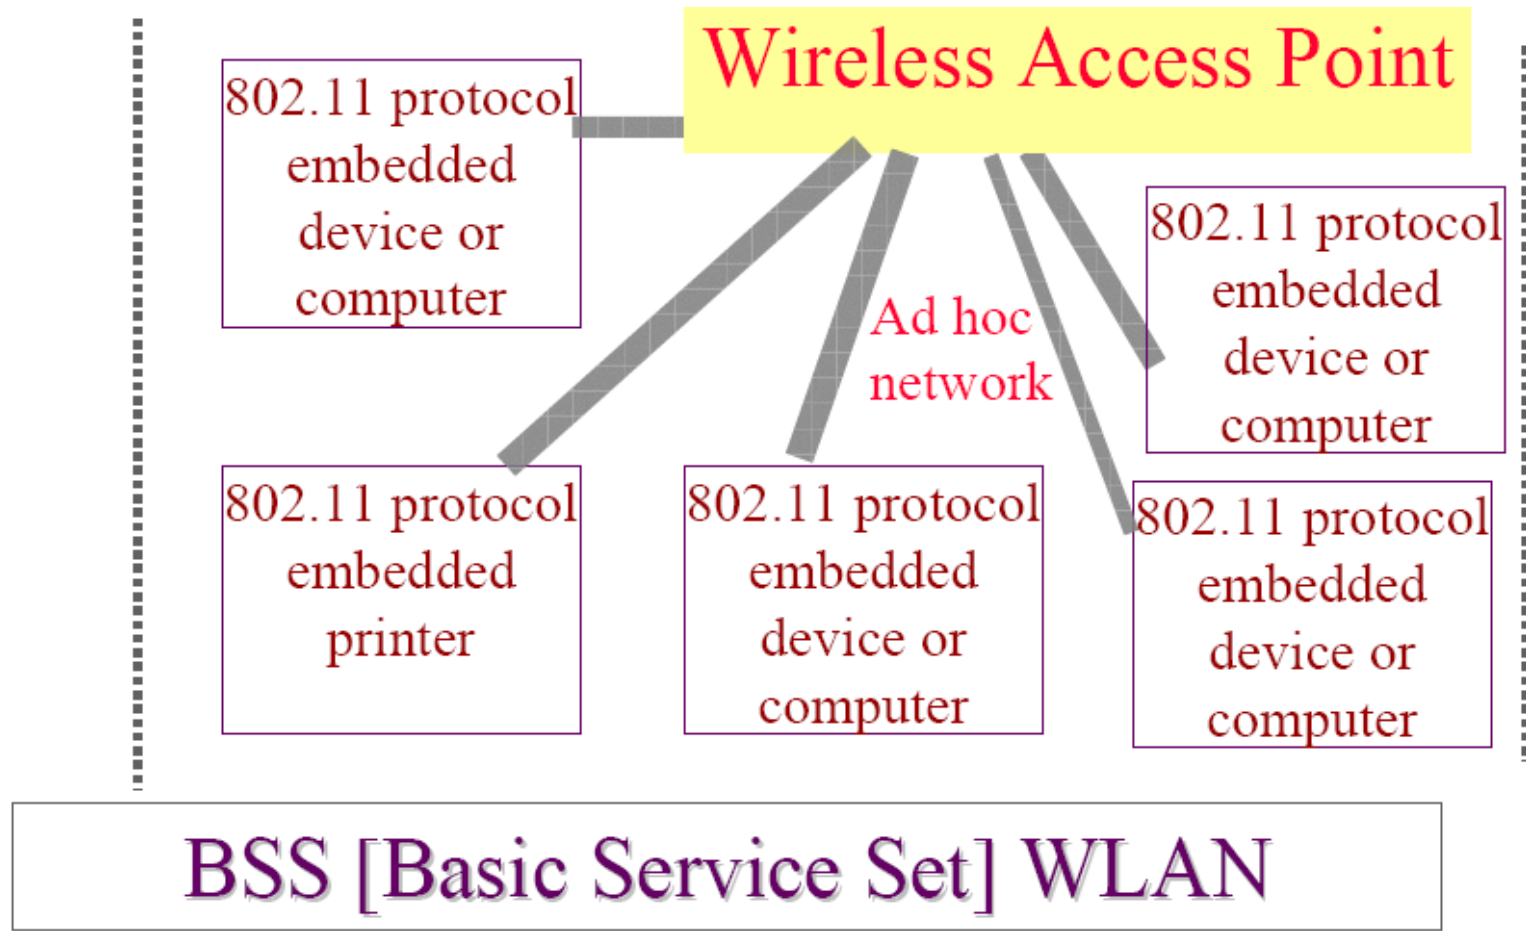 Wireless Access Point
802.11 protocol
embedded
device or
computer
802.11 protocol
embedded
device or
computer
Ad hoc
network
802.11 protocol
embedded
printer
802.11 protocol
embedded
device or
computer
802.11 protocol
embedded
device or
computer
BSS [Basic Service Set] WLAN